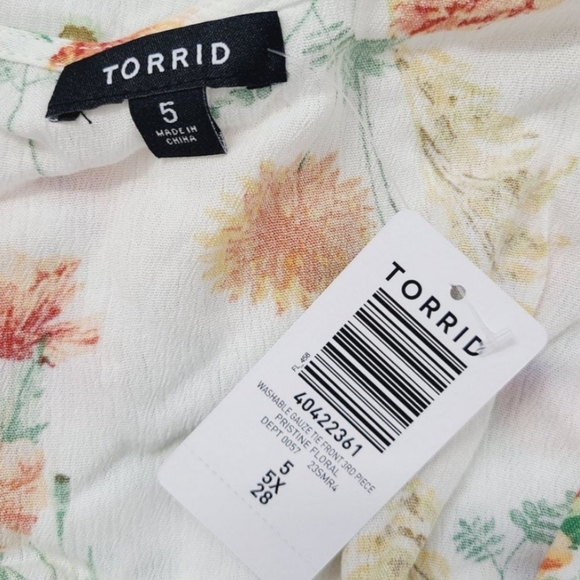 TORRID
5
MADE IN
CHINA
TORRID
FL_458
40422361
WASHABLE GAUZE TIE FRONT 3RD PIECE
PRISTINE FLORAL
DEPT 0057 23SMR4
5
5X
28